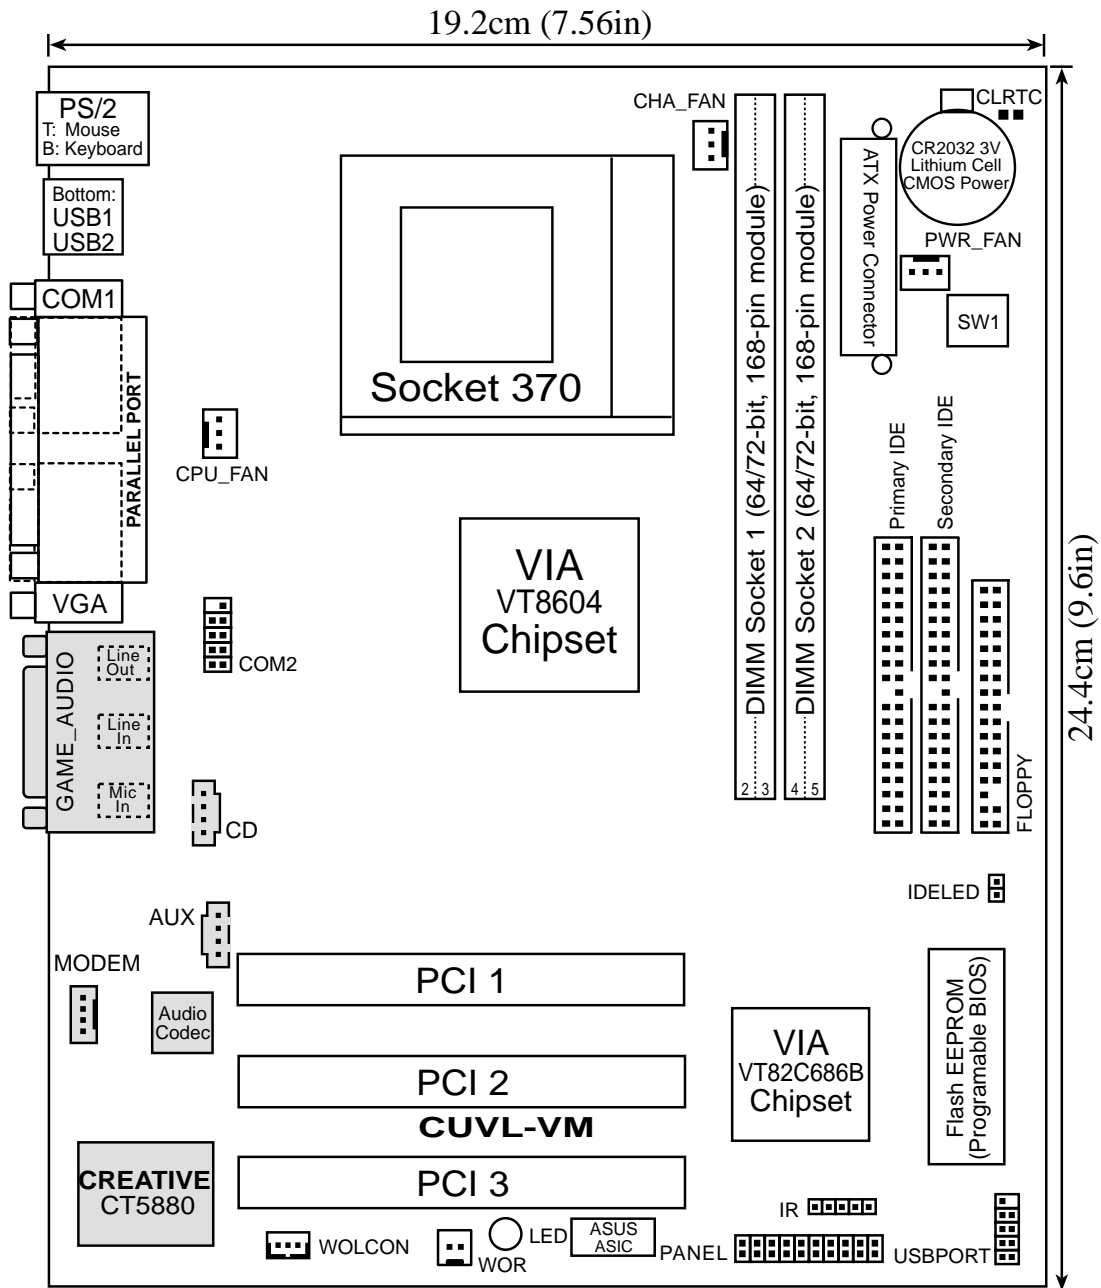 19.2cm (7.56in)
PS/2
T: Mouse
B: Keyboard
CHA_FAN
CLRTC
CR2032 3V
Lithium Cell
CMOS Power
Bottom:
USB1
USB2
ATX Power Connector
PWR_FAN
COM1
SW1
Socket 370
PARALLEL PORT
CPU_FAN
DIMM Socket 1 (64/72-bit, 168-pin module)
DIMM Socket 2 (64/72-bit, 168-pin module)
2 3
4 5
Primary IDE
Secondary IDE
24.4cm (9.6in)
VIA
VT8604
Chipset
VGA
COM2
GAME_AUDIO
Line
Out
Line
In
Mic
In
CD
FLOPPY
IDELED
AUX
MODEM
Audio
Codec
PCI 1
PCI 2
CUVL-VM
PCI 3
VIA
VT82C686B
Chipset
Flash EEPROM
(Programable BIOS)
CREATIVE
CT5880
WOLCON
WOR
LED
ASUS
ASIC
IR
PANEL
USBPORT